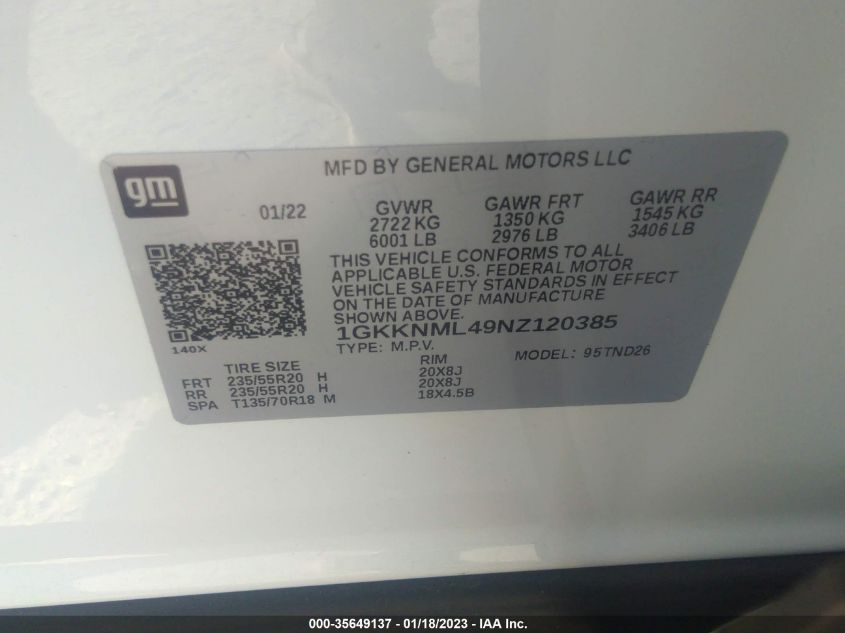 gm
MFD BY GENERAL MOTORS LLC
01/22
GVWR GAWR FRT GAWR RR
2722 KG 1350 KG 1545 KG
6001 LB 2976 LB 3406 LB
THIS VEHICLE CONFORMS TO ALL
APPLICABLE U.S. FEDERAL MOTOR
VEHICLE SAFETY STANDARDS IN EFFECT
ON THE DATE OF MANUFACTURE
SHOWN ABOVE.
1GKKNML49NZ120385
140X
TYPE: M.P.V. MODEL: 95TND26
TIRE SIZE RIM
FRT 235/55R20 H 20X8J
RR 235/55R20 H 20X8J
SPA T135/70R18 M 18X4.5B
000-35649137 - 01/18/2023 - IAA Inc.